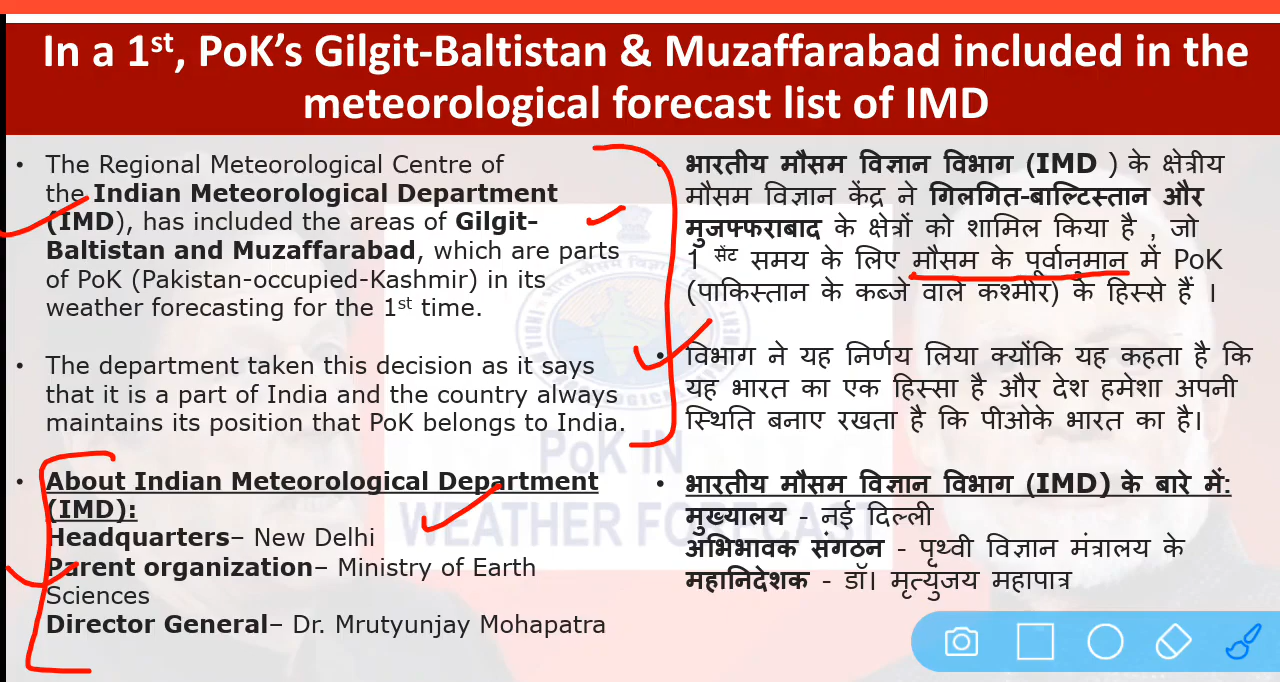 In a 1st, PoK's Gilgit-Baltistan & Muzaffarabad included in the
meteorological forecast list of IMD
• The Regional Meteorological Centre of
the Indian Meteorological Department
(IMD), has included the areas of Gilgit-
Baltistan and Muzaffarabad, which are parts
of PoK (Pakistan-occupied-Kashmir) in its
weather forecasting for the 1st time.
• The department taken this decision as it says
that it is a part of India and the country always
maintains its position that PoK belongs to India.
• About Indian Meteorological Department
(IMD):
Headquarters– New Delhi
Parent organization– Ministry of Earth
Sciences
Director General– Dr. Mrutyunjay Mohapatra
• भारतीय मौसम विज्ञान विभाग (IMD ) के क्षेत्रीय
मौसम विज्ञान केंद्र ने गिलगित-बाल्टिस्तान और
मुजफ्फराबाद के क्षेत्रों को शामिल किया है , जो
1 सेंट समय के लिए मौसम के पूर्वानुमान में PoK
(पाकिस्तान के कब्जे वाले कश्मीर) के हिस्से हैं ।
• विभाग ने यह निर्णय लिया क्योंकि यह कहता है कि
यह भारत का एक हिस्सा है और देश हमेशा अपनी
स्थिति बनाए रखता है कि पीओके भारत का है।
• भारतीय मौसम विज्ञान विभाग (IMD) के बारे में:
मुख्यालय - नई दिल्ली
अभिभावक संगठन - पृथ्वी विज्ञान मंत्रालय के
महानिदेशक - डॉ। मृत्युंजय महापात्र
PoK IN
WEATHER FORECAST